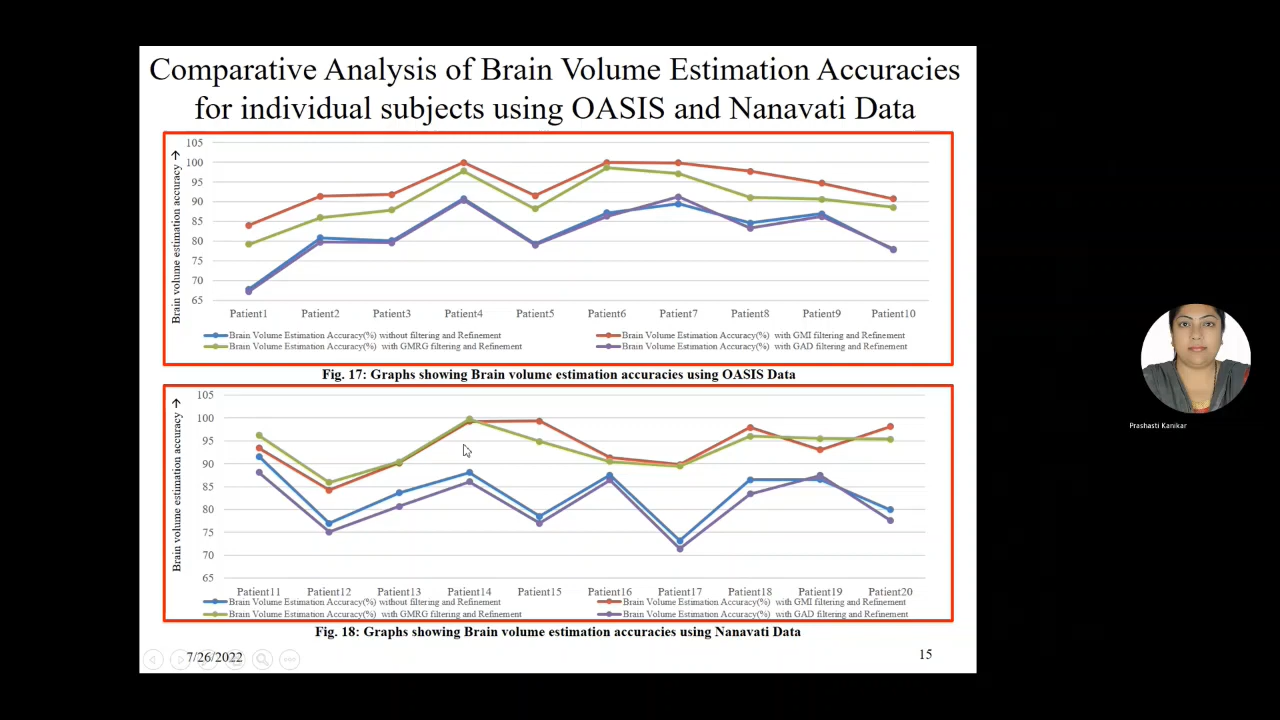 Comparative Analysis of Brain Volume Estimation Accuracies
for individual subjects using OASIS and Nanavati Data
Brain volume estimation accuracy →
105
100
95
90
85
80
75
70
65
Patient1 Patient2 Patient3 Patient4 Patient5 Patient6 Patient7 Patient8 Patient9 Patient10
Brain Volume Estimation Accuracy(%) without filtering and Refinement
Brain Volume Estimation Accuracy(%) with GMI filtering and Refinement
Brain Volume Estimation Accuracy(%) with GMRG filtering and Refinement
Brain Volume Estimation Accuracy(%) with GAD filtering and Refinement
Fig. 17: Graphs showing Brain volume estimation accuracies using OASIS Data
Brain volume estimation accuracy →
105
100
95
90
85
80
75
70
65
Patient11 Patient12 Patient13 Patient14 Patient15 Patient16 Patient17 Patient18 Patient19 Patient20
Brain Volume Estimation Accuracy(%) without filtering and Refinement
Brain Volume Estimation Accuracy(%) with GMI filtering and Refinement
Brain Volume Estimation Accuracy(%) with GMRG filtering and Refinement
Brain Volume Estimation Accuracy(%) with GAD filtering and Refinement
Fig. 18: Graphs showing Brain volume estimation accuracies using Nanavati Data
7/26/2022
15
Prashasti Kanikar